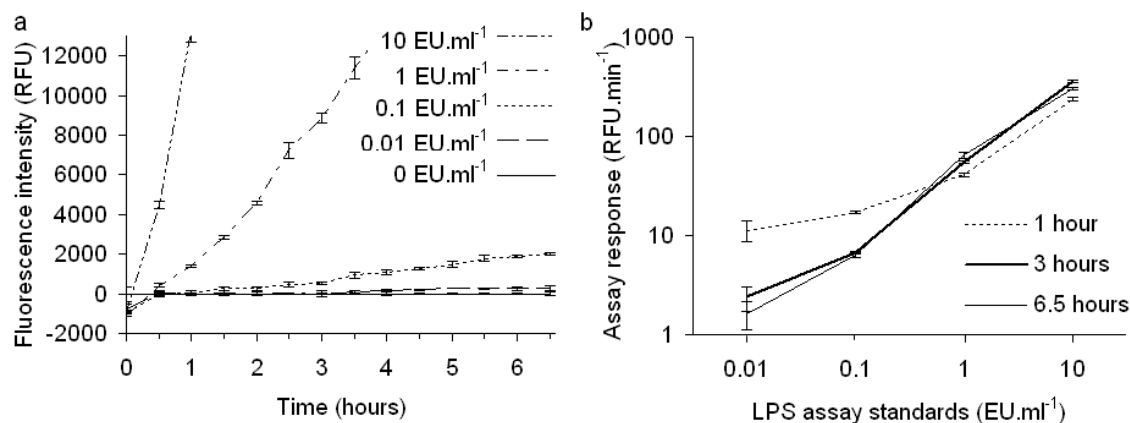 a
Fluorescence intensity (RFU)
12000
10000
8000
6000
4000
2000
0
-2000
10 EU.ml⁻¹
1 EU.ml⁻¹
0.1 EU.ml⁻¹
0.01 EU.ml⁻¹
0 EU.ml⁻¹
0 1 2 3 4 5 6
Time (hours)
b
Assay response (RFU.min⁻¹)
1000
100
10
1
1 hour
3 hours
6.5 hours
0.01 0.1 1 10
LPS assay standards (EU.ml⁻¹)